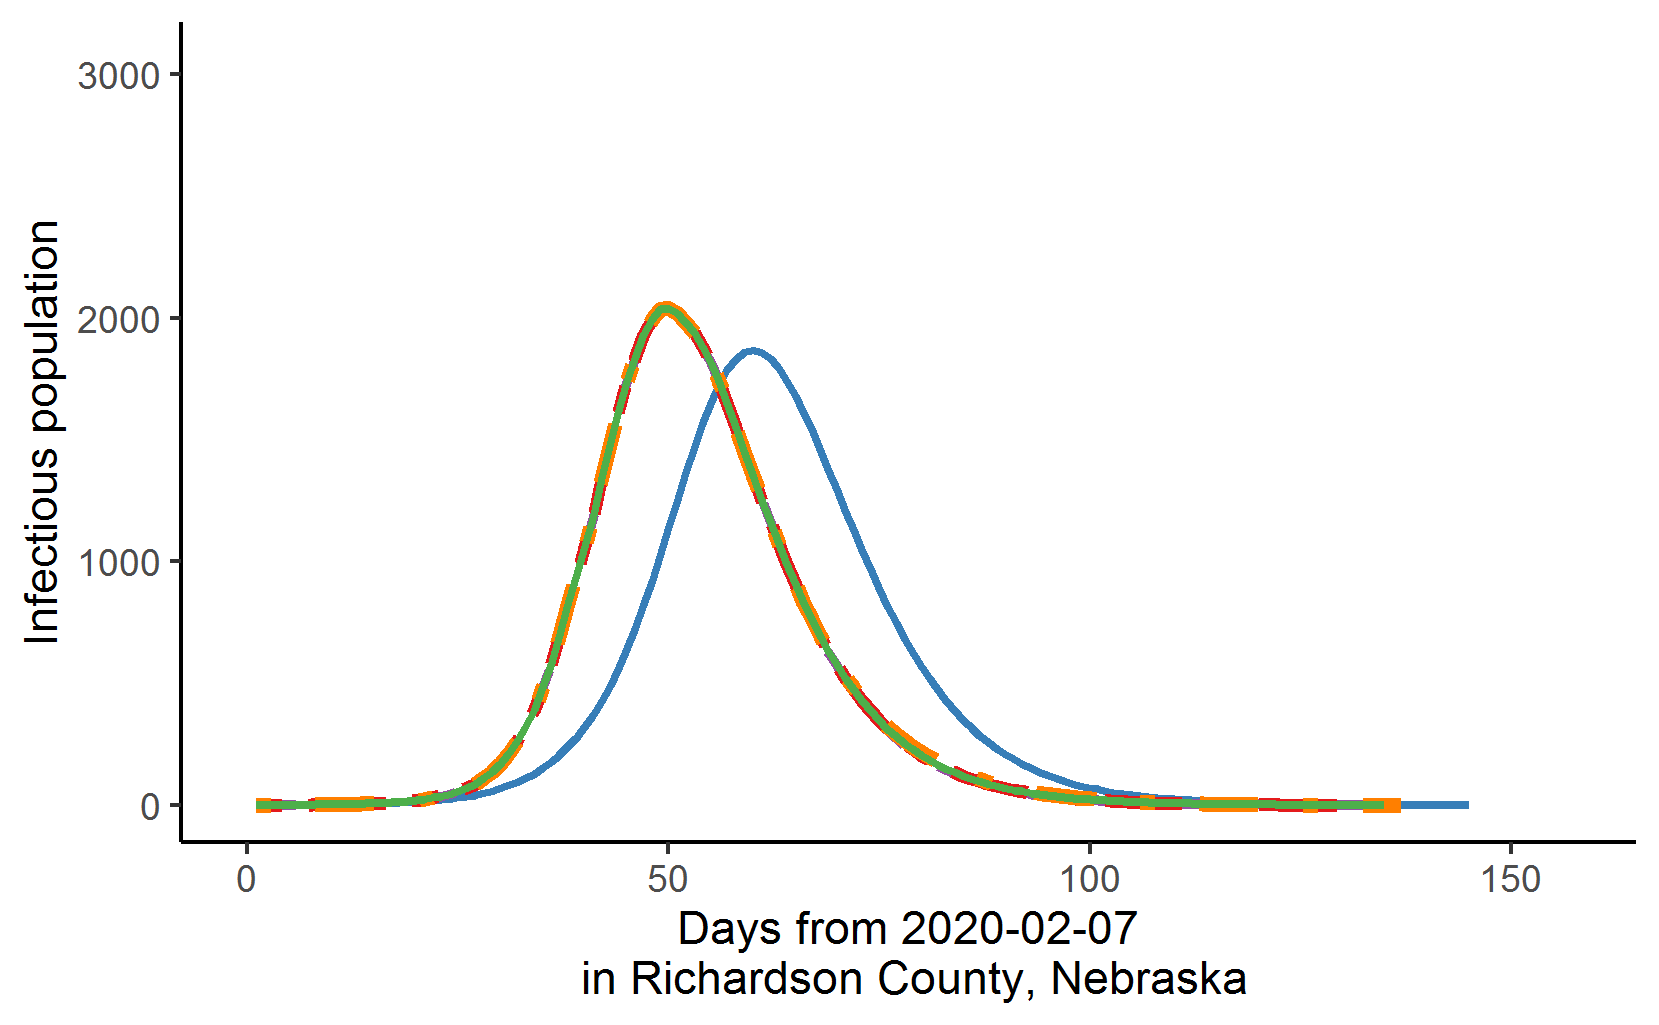 Infectious population
3000
2000
1000
0
0 50 100 150
Days from 2020-02-07
in Richardson County, Nebraska